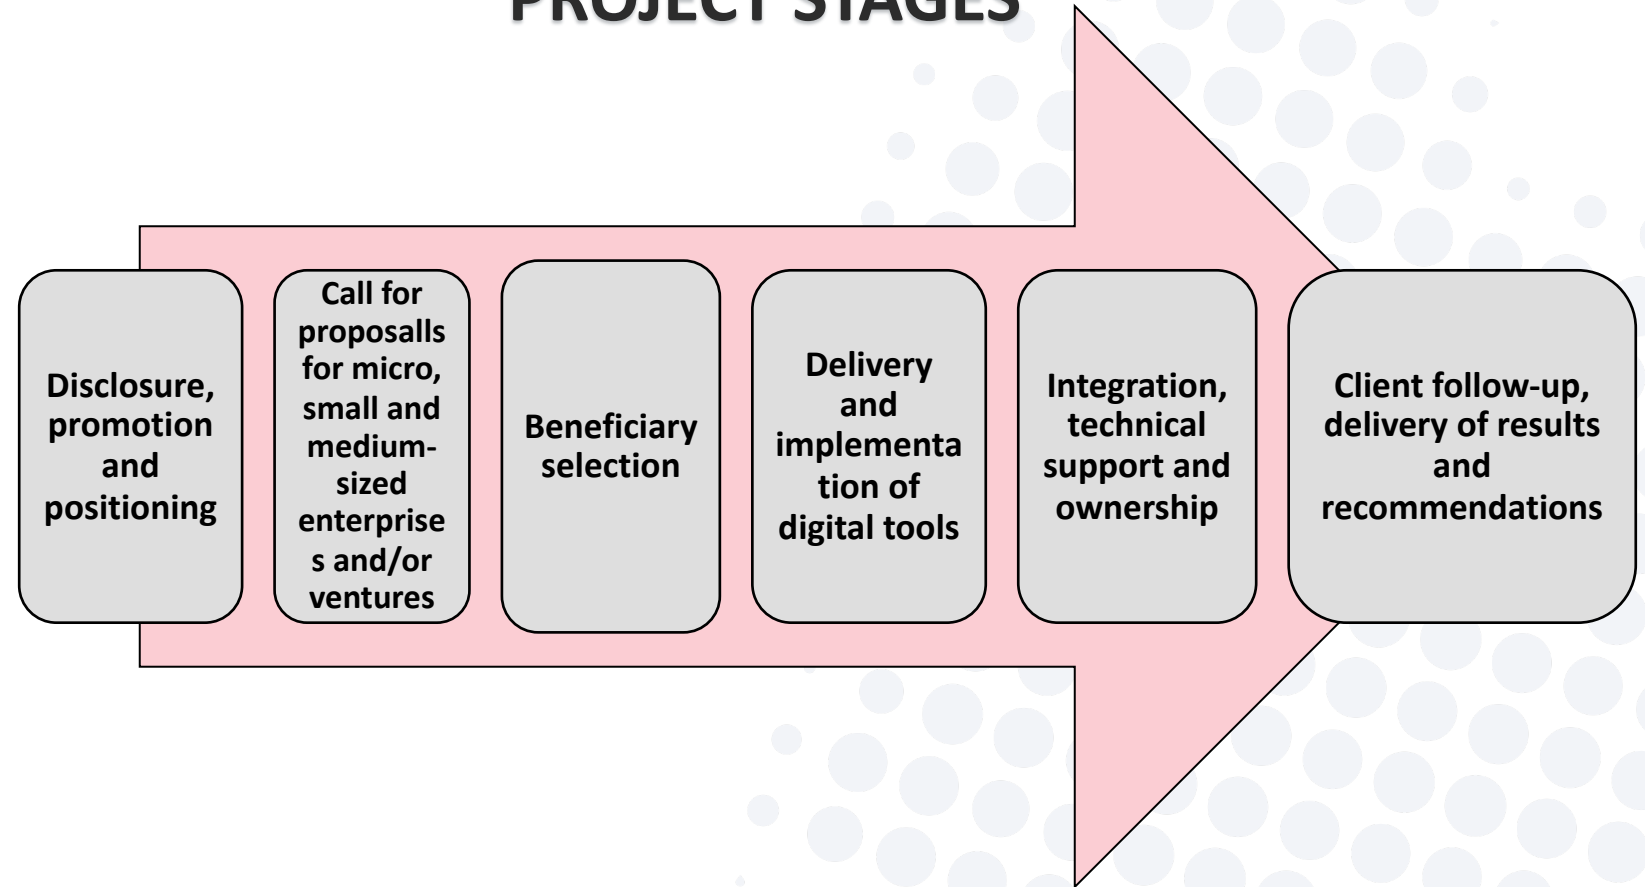 PROJECT STAGES
Disclosure,
promotion
and
positioning
Call for
proposalls
for micro,
small and
medium-
sized
enterprise
s and/or
ventures
Beneficiary
selection
Delivery
and
implementa
tion of
digital tools
Integration,
technical
support and
ownership
Client follow-up,
delivery of results
and
recommendations